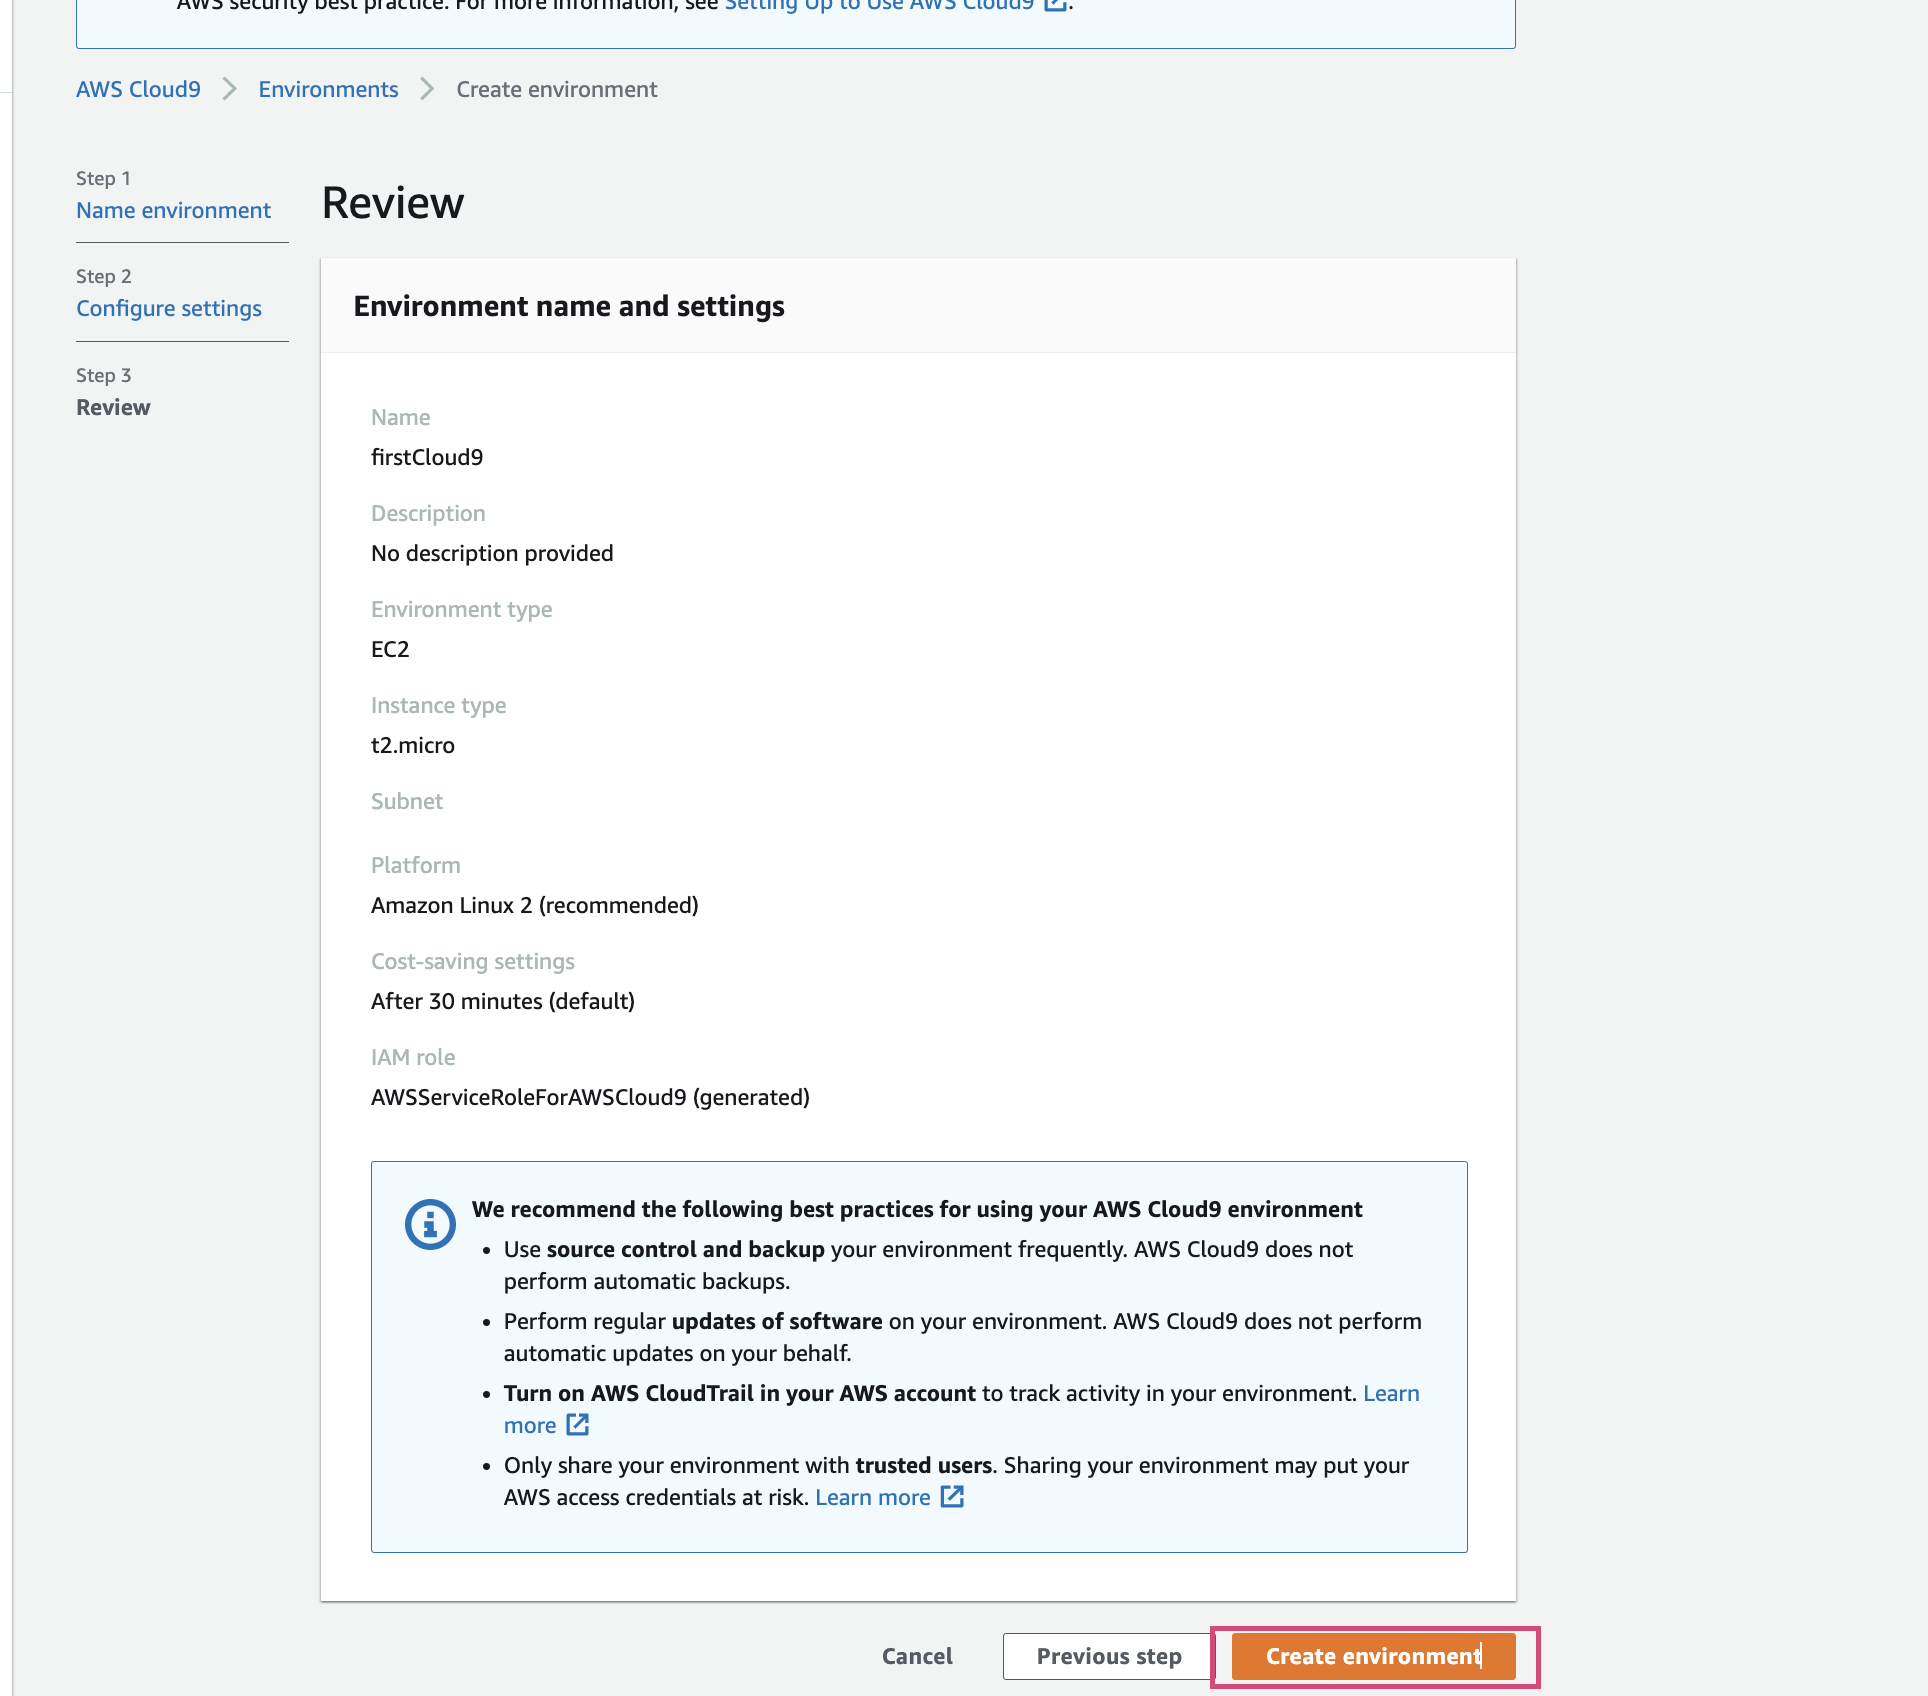 AWS security best practice. For more information, see Setting Up to Use AWS Cloud9 .
AWS Cloud9 Environments Create environment
Step 1
Name environment
Step 2
Configure settings
Step 3
Review
Review
Environment name and settings
Name
firstCloud9
Description
No description provided
Environment type
EC2
Instance type
t2.micro
Subnet
Platform
Amazon Linux 2 (recommended)
Cost-saving settings
After 30 minutes (default)
IAM role
AWSServiceRoleForAWSCloud9 (generated)
We recommend the following best practices for using your AWS Cloud9 environment
• Use source control and backup your environment frequently. AWS Cloud9 does not
perform automatic backups.
• Perform regular updates of software on your environment. AWS Cloud9 does not perform
automatic updates on your behalf.
• Turn on AWS CloudTrail in your AWS account to track activity in your environment. Learn
more
• Only share your environment with trusted users. Sharing your environment may put your
AWS access credentials at risk. Learn more
Cancel Previous step Create environment